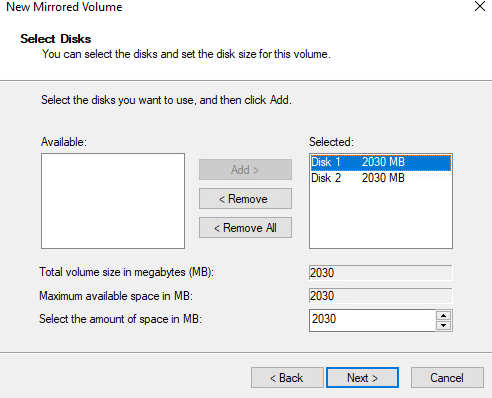 New Mirrored Volume
Select Disks
You can select the disks and set the disk size for this volume.
Select the disks you want to use, and then click Add.
Available:
Selected:
Add >
< Remove
< Remove All
Disk 1 2030 MB
Disk 2 2030 MB
Total volume size in megabytes (MB): 2030
Maximum available space in MB: 2030
Select the amount of space in MB: 2030
< Back Next > Cancel